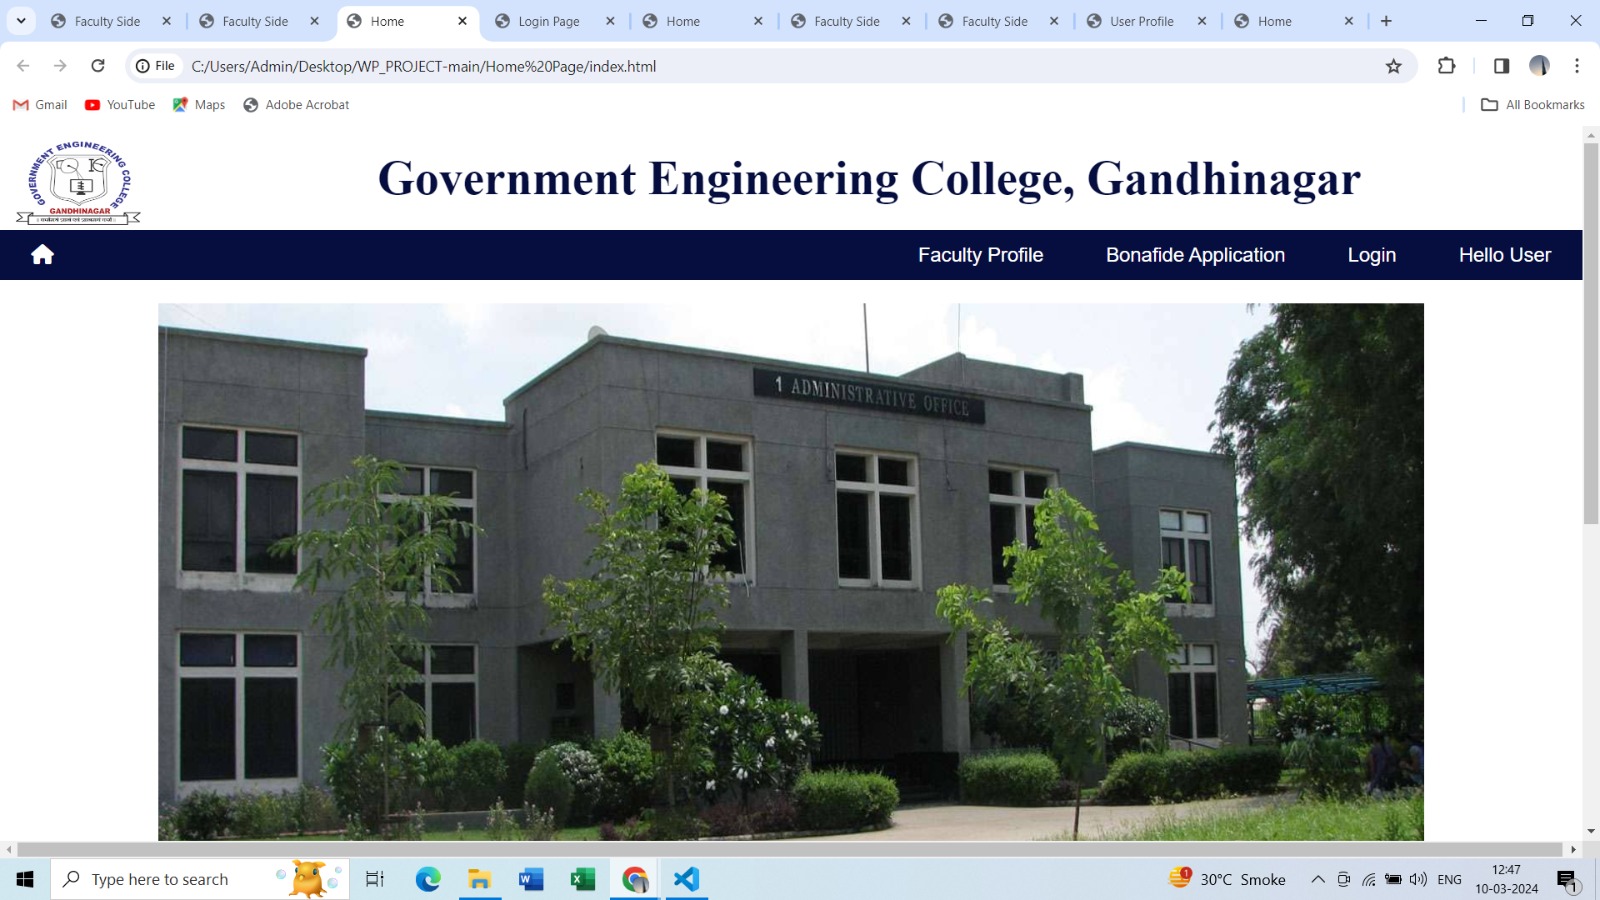 Faculty Side
Faculty Side
Home
Login Page
Home
Faculty Side
Faculty Side
User Profile
Home
File
C:/Users/Admin/Desktop/WP_PROJECT-main/Home%20Page/index.html
Gmail
YouTube
Maps
Adobe Acrobat
All Bookmarks
GOVERNMENT ENGINEERING COLLEGE
GANDHINAGAR
Government Engineering College, Gandhinagar
Faculty Profile
Bonafide Application
Login
Hello User
1 ADMINISTRATIVE OFFICE
Type here to search
1
30°C Smoke
ENG
12:47
10-03-2024
1